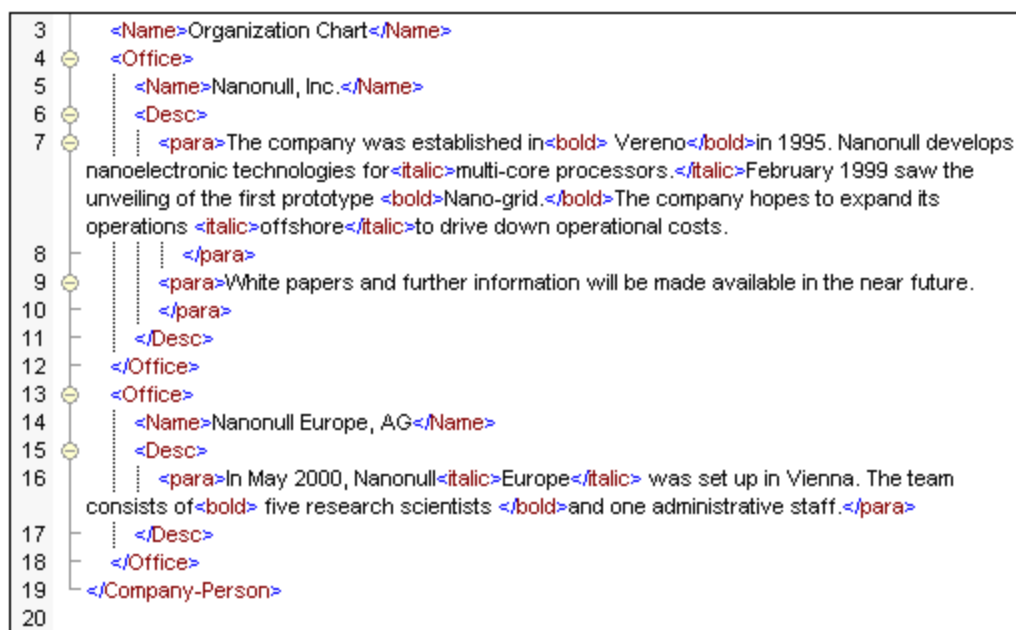 3 <Name>Organization Chart</Name>
4 <Office>
5 <Name>Nanonull, Inc.</Name>
6 <Desc>
7 <para>The company was established in<bold> Vereno</bold>in 1995. Nanonull develops
nanoelectronic technologies for<italic>multi-core processors.</italic>February 1999 saw the
unveiling of the first prototype <bold>Nano-grid.</bold>The company hopes to expand its
operations <italic>offshore</italic>to drive down operational costs.
8 </para>
9 <para>White papers and further information will be made available in the near future.
10 </para>
11 </Desc>
12 </Office>
13 <Office>
14 <Name>Nanonull Europe, AG</Name>
15 <Desc>
16 <para>In May 2000, Nanonull<italic>Europe</italic> was set up in Vienna. The team
consists of<bold> five research scientists </bold>and one administrative staff.</para>
17 </Desc>
18 </Office>
19 </Company-Person>
20